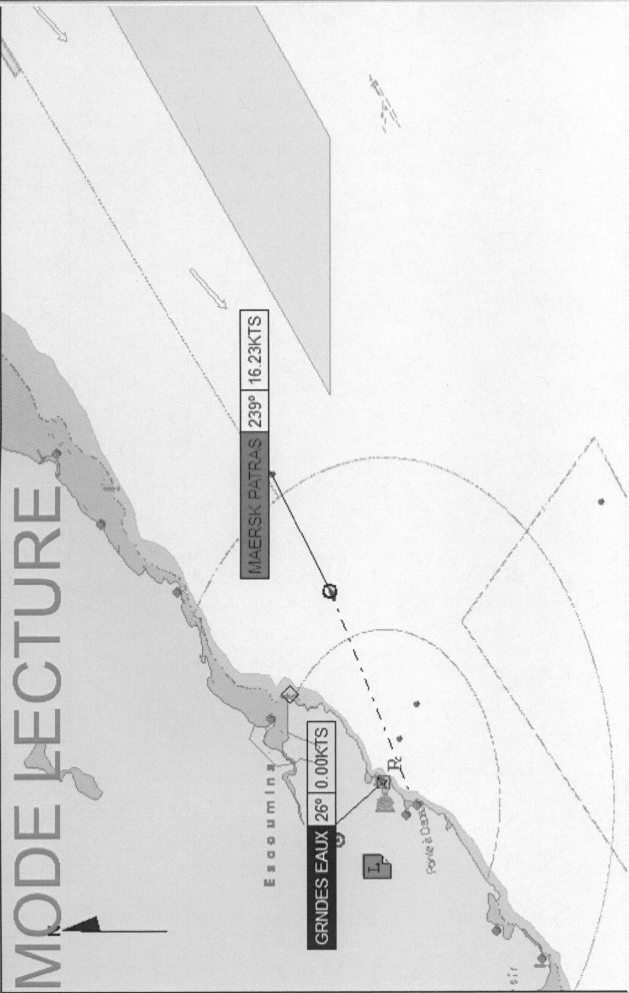 MODE LECTURE
MAERSK PATRAS 239° 16.23KTS
Escoumins
GRNDES EAUX 26° 0.00KTS
L